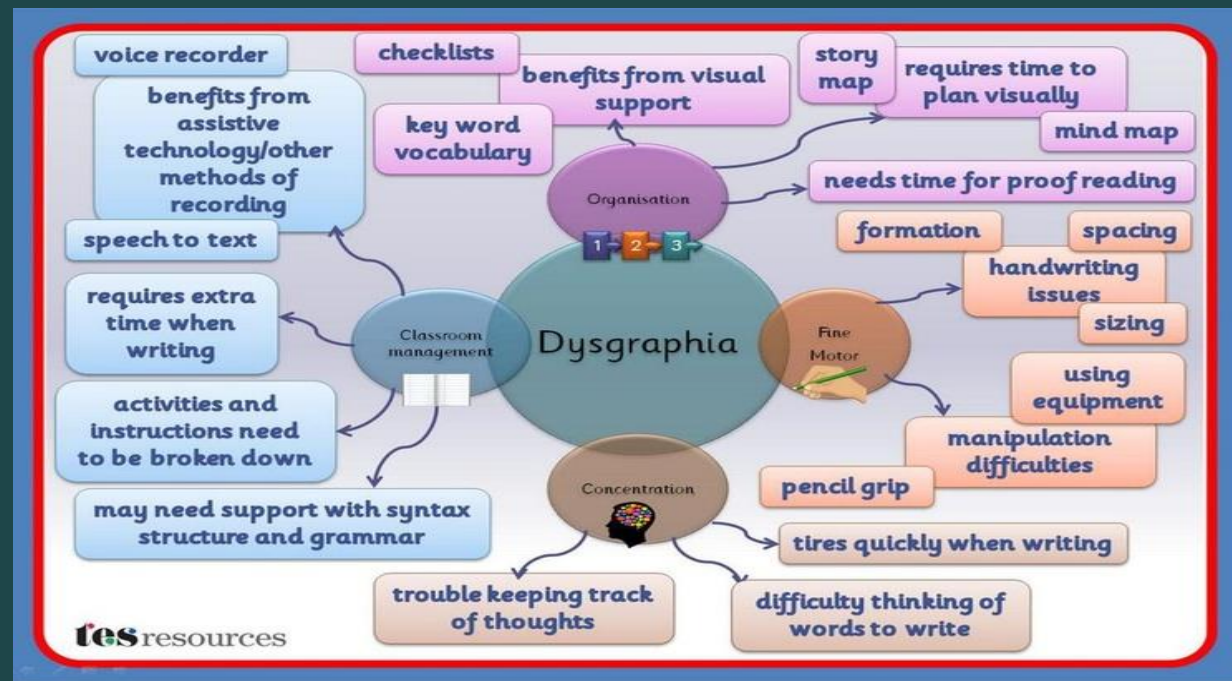 voice recorder
benefits from
assistive
technology/other
methods of
recording
speech to text
requires extra
time when
writing
activities and
instructions need
to be broken down
may need support with syntax
structure and grammar
Classroom
management
checklists
benefits from visual
support
key word
vocabulary
story
map
requires time to
plan visually
mind map
needs time for proof reading
Organisation
1 2 3
Dysgraphia
formation
spacing
handwriting
issues
sizing
Fine
Motor
using
equipment
manipulation
difficulties
pencil grip
Concentration
tires quickly when writing
trouble keeping track
of thoughts
difficulty thinking of
words to write
tes resources